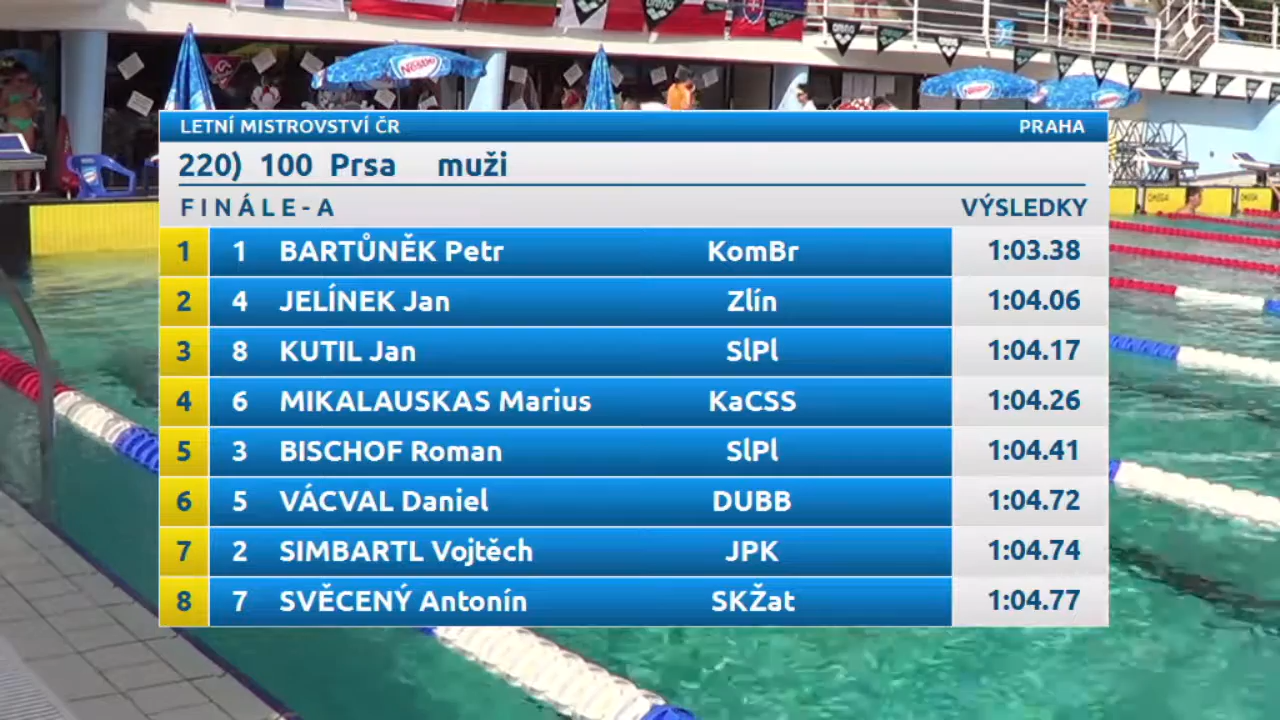 LETNÍ MISTROVSTVÍ ČR PRAHA
220) 100 Prsa muži
FINÁLE-A VÝSLEDKY
1 1 BARTŮNĚK Petr KomBr 1:03.38
2 4 JELÍNEK Jan Zlín 1:04.06
3 8 KUTIL Jan SlPl 1:04.17
4 6 MIKALAUSKAS Marius KaCSS 1:04.26
5 3 BISCHOF Roman SlPl 1:04.41
6 5 VÁCVAL Daniel DUBB 1:04.72
7 2 SIMBARTL Vojtěch JPK 1:04.74
8 7 SVĚCENÝ Antonín SKŽat 1:04.77
Nestlé
arena
OMEGA